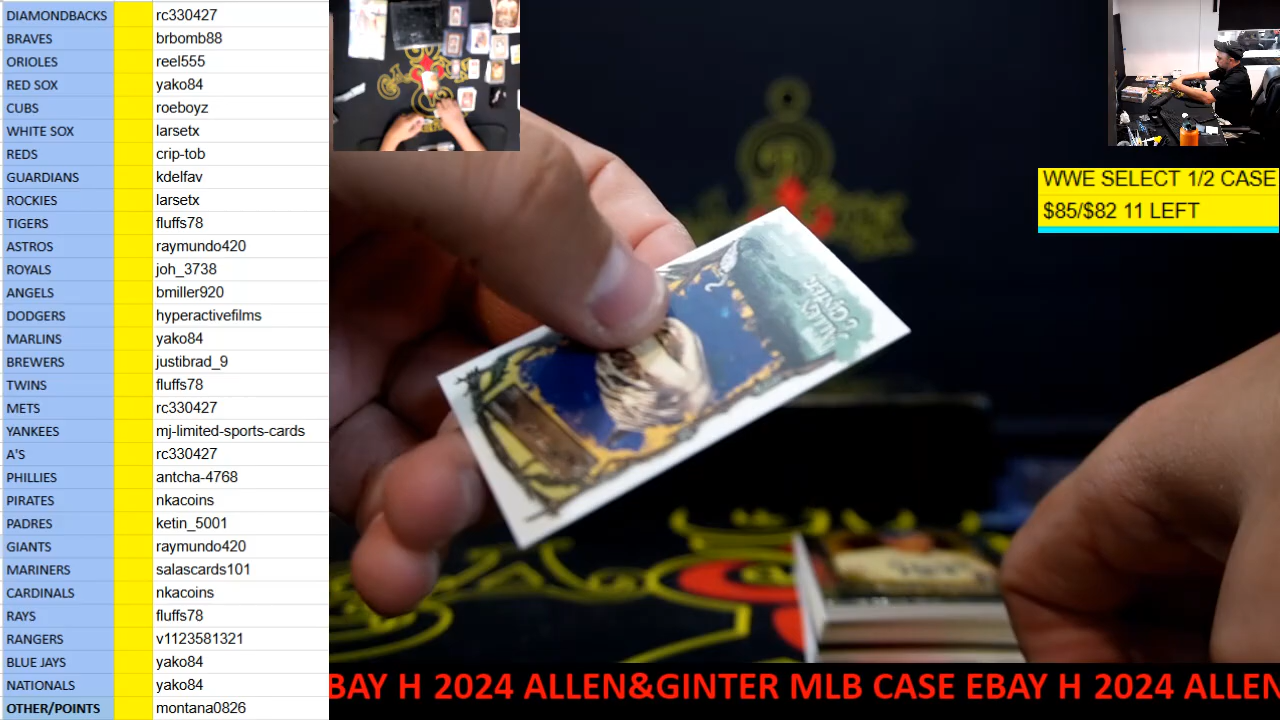 DIAMONDBACKS rc330427
BRAVES brbomb88
ORIOLES reel555
RED SOX yako84
CUBS roeboyz
WHITE SOX larsetx
REDS crip-tob
GUARDIANS kdelfav
ROCKIES larsetx
TIGERS fluffs78
ASTROS raymundo420
ROYALS joh_3738
ANGELS bmiller920
DODGERS hyperactivefilms
MARLINS yako84
BREWERS justibrad_9
TWINS fluffs78
METS rc330427
YANKEES mj-limited-sports-cards
A'S rc330427
PHILLIES antcha-4768
PIRATES nkacoins
PADRES ketin_5001
GIANTS raymundo420
MARINERS salascards101
CARDINALS nkacoins
RAYS fluffs78
RANGERS v1123581321
BLUE JAYS yako84
NATIONALS yako84
OTHER/POINTS montana0826
WWE SELECT 1/2 CASE
$85/$82 11 LEFT
ALLEN
& GINTER
BAY H 2024 ALLEN&GINTER MLB CASE EBAY H 2024 ALLEN